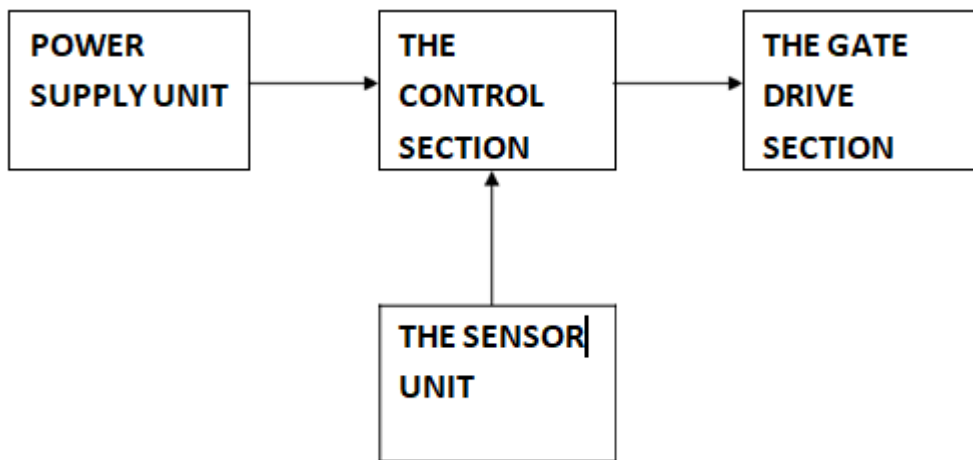 POWER
SUPPLY UNIT
THE
CONTROL
SECTION
THE GATE
DRIVE
SECTION
THE SENSOR
UNIT